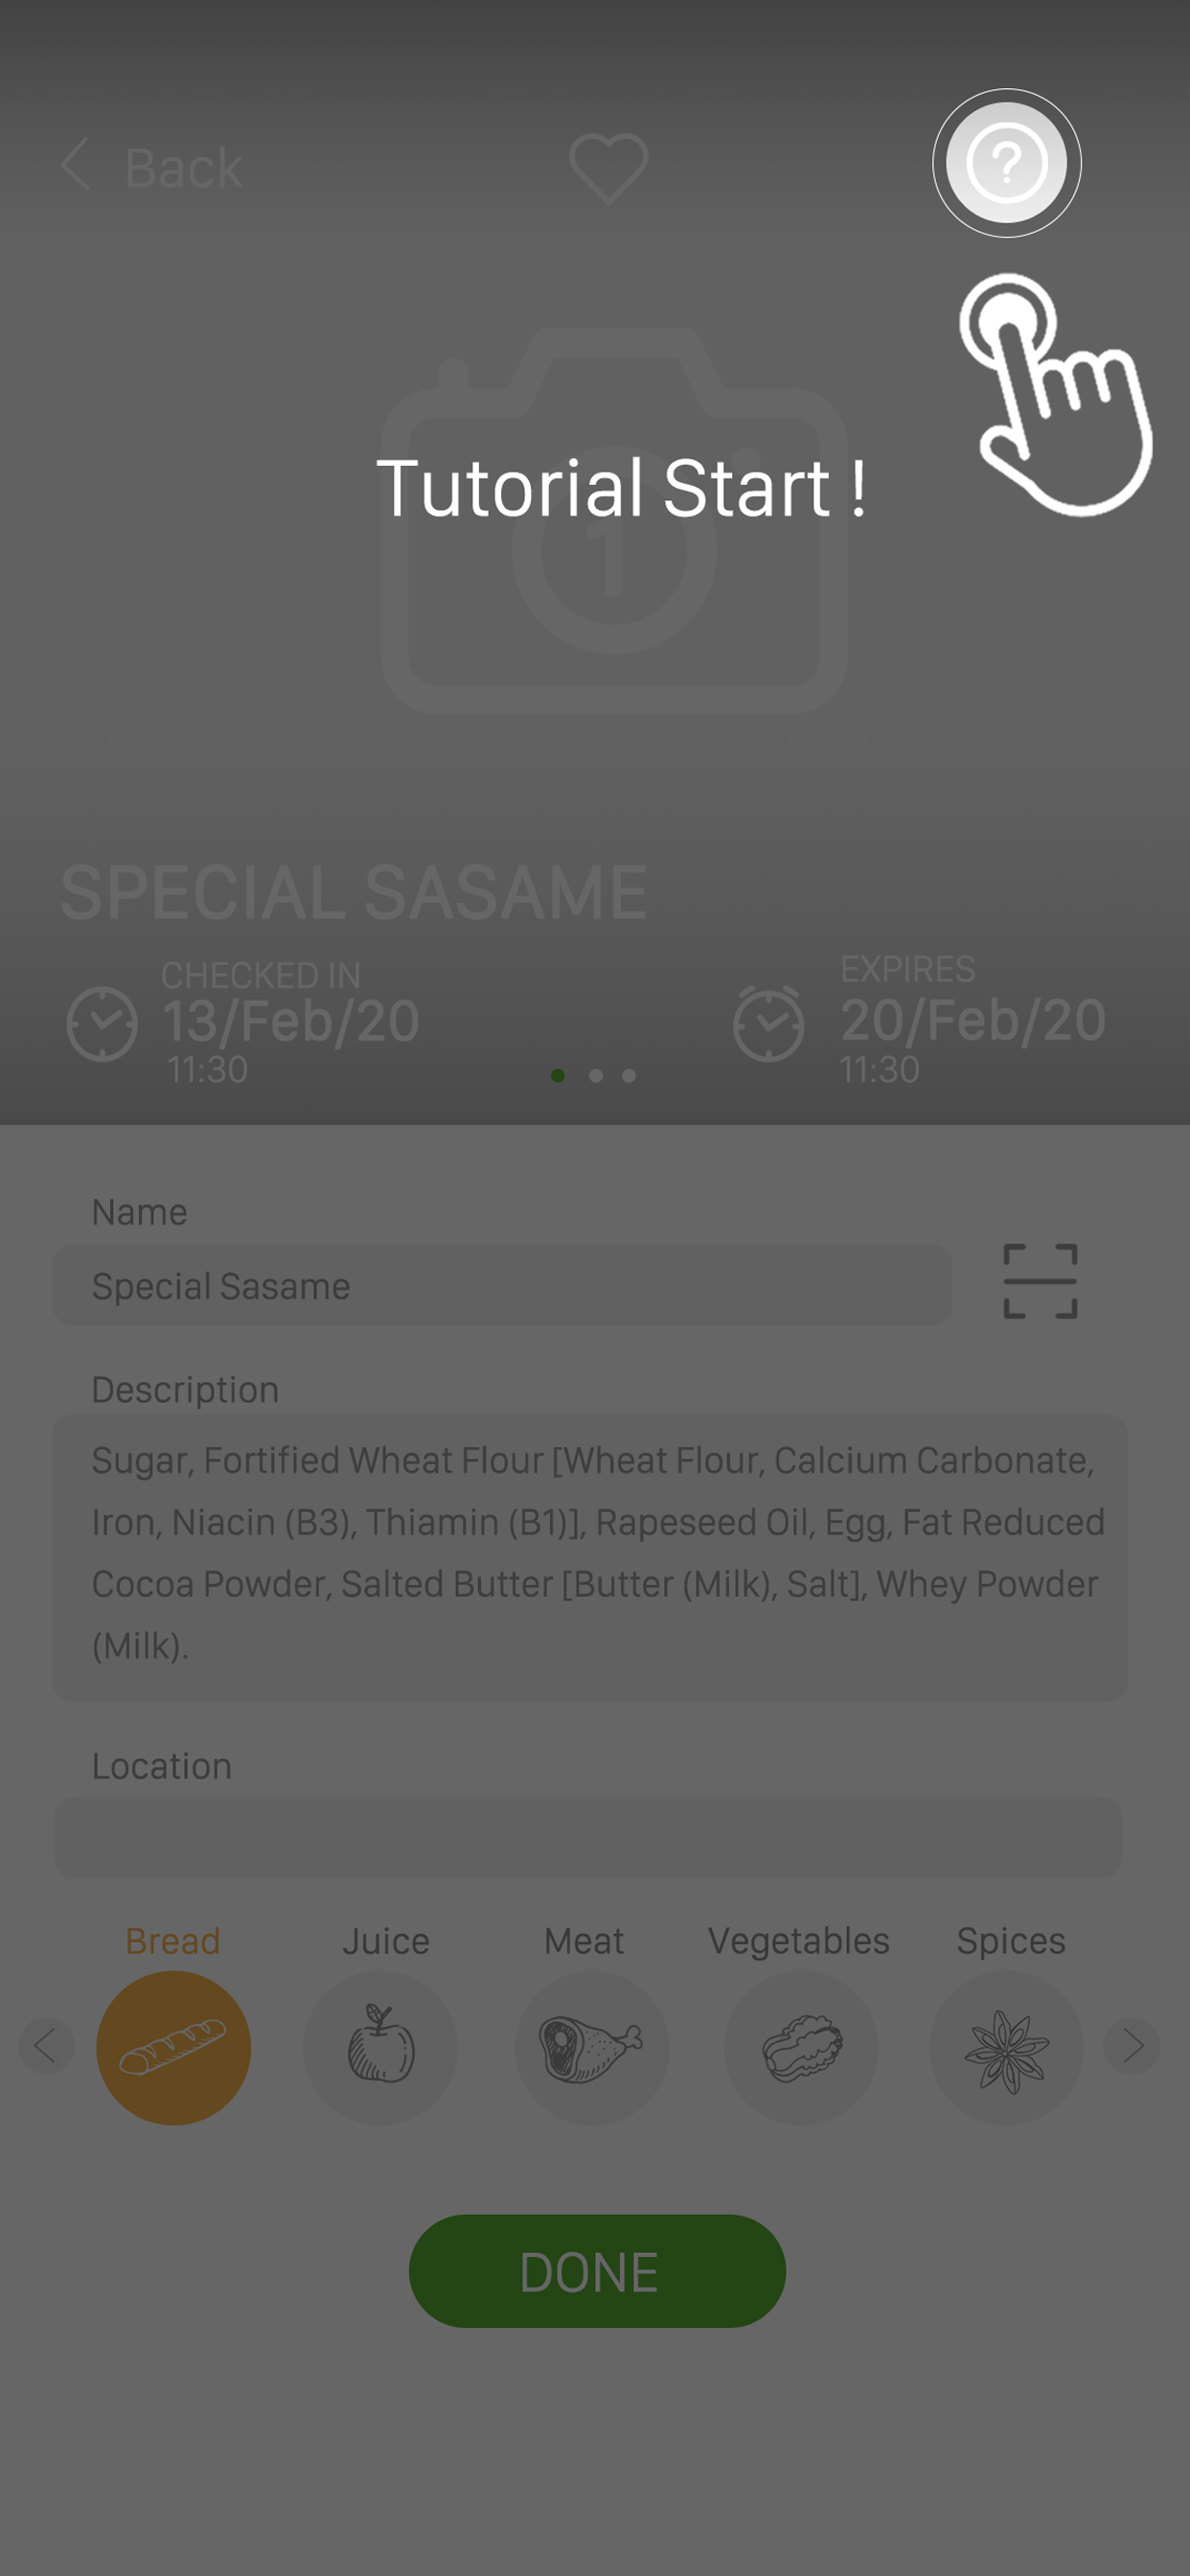 Back
?
Tutorial Start !
1
SPECIAL SASAME
CHECKED IN
13/Feb/20
11:30
EXPIRES
20/Feb/20
11:30
Name
Special Sasame
Description
Sugar, Fortified Wheat Flour [Wheat Flour, Calcium Carbonate,
Iron, Niacin (B3), Thiamin (B1)], Rapeseed Oil, Egg, Fat Reduced
Cocoa Powder, Salted Butter [Butter (Milk), Salt], Whey Powder
(Milk).
Location
Bread Juice Meat Vegetables Spices
DONE